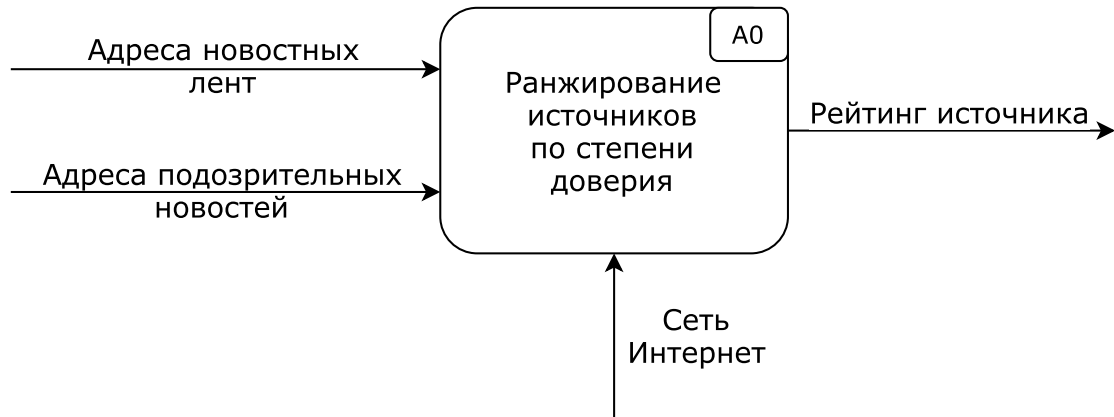 Адреса новостных
лент
A0
Ранжирование
источников
по степени
доверия
Рейтинг источника
Адреса подозрительных
новостей
Сеть
Интернет